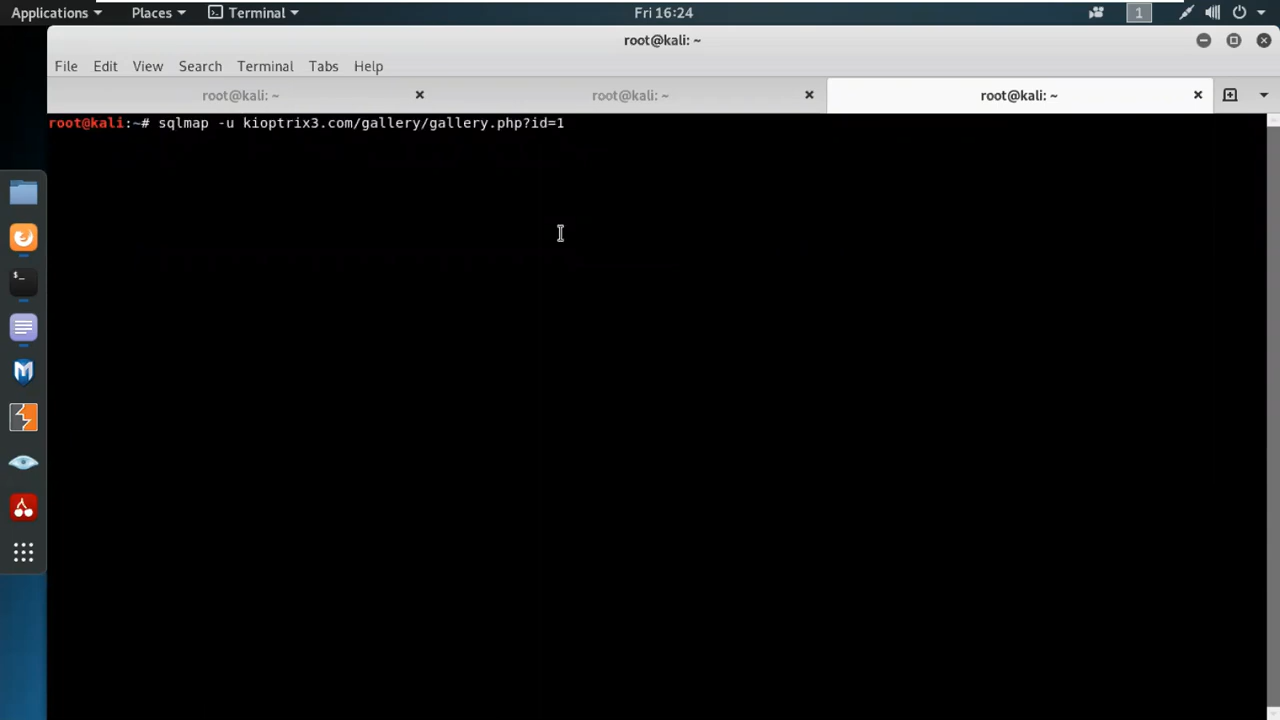 Applications Places Terminal Fri 16:24 1
root@kali: ~
File Edit View Search Terminal Tabs Help
root@kali: ~ root@kali: ~ root@kali: ~
root@kali:~# sqlmap -u kioptrix3.com/gallery/gallery.php?id=1
$_